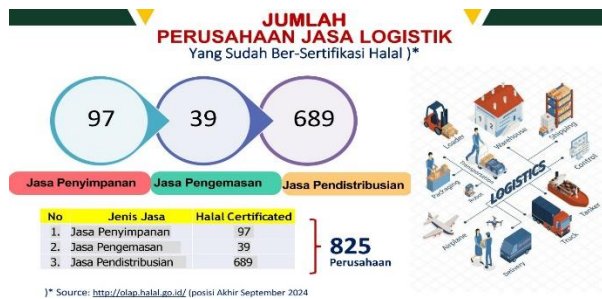 JUMLAH
PERUSAHAAN JASA LOGISTIK
Yang Sudah Ber-Sertifikasi Halal )*
97 39 689
Jasa Penyimpanan Jasa Pengemasan Jasa Pendistribusian
No Jenis Jasa Halal Certificated
1. Jasa Penyimpanan 97
2. Jasa Pengemasan 39
3. Jasa Pendistribusian 689
825
Perusahaan
)* Source: http://olap.halal.go.id/ (posisi Akhir September 2024
Loader
Warehouse
Shipping
Control
Packaging
LOGISTICS
Tanker
Truck
Airplane
Delivery